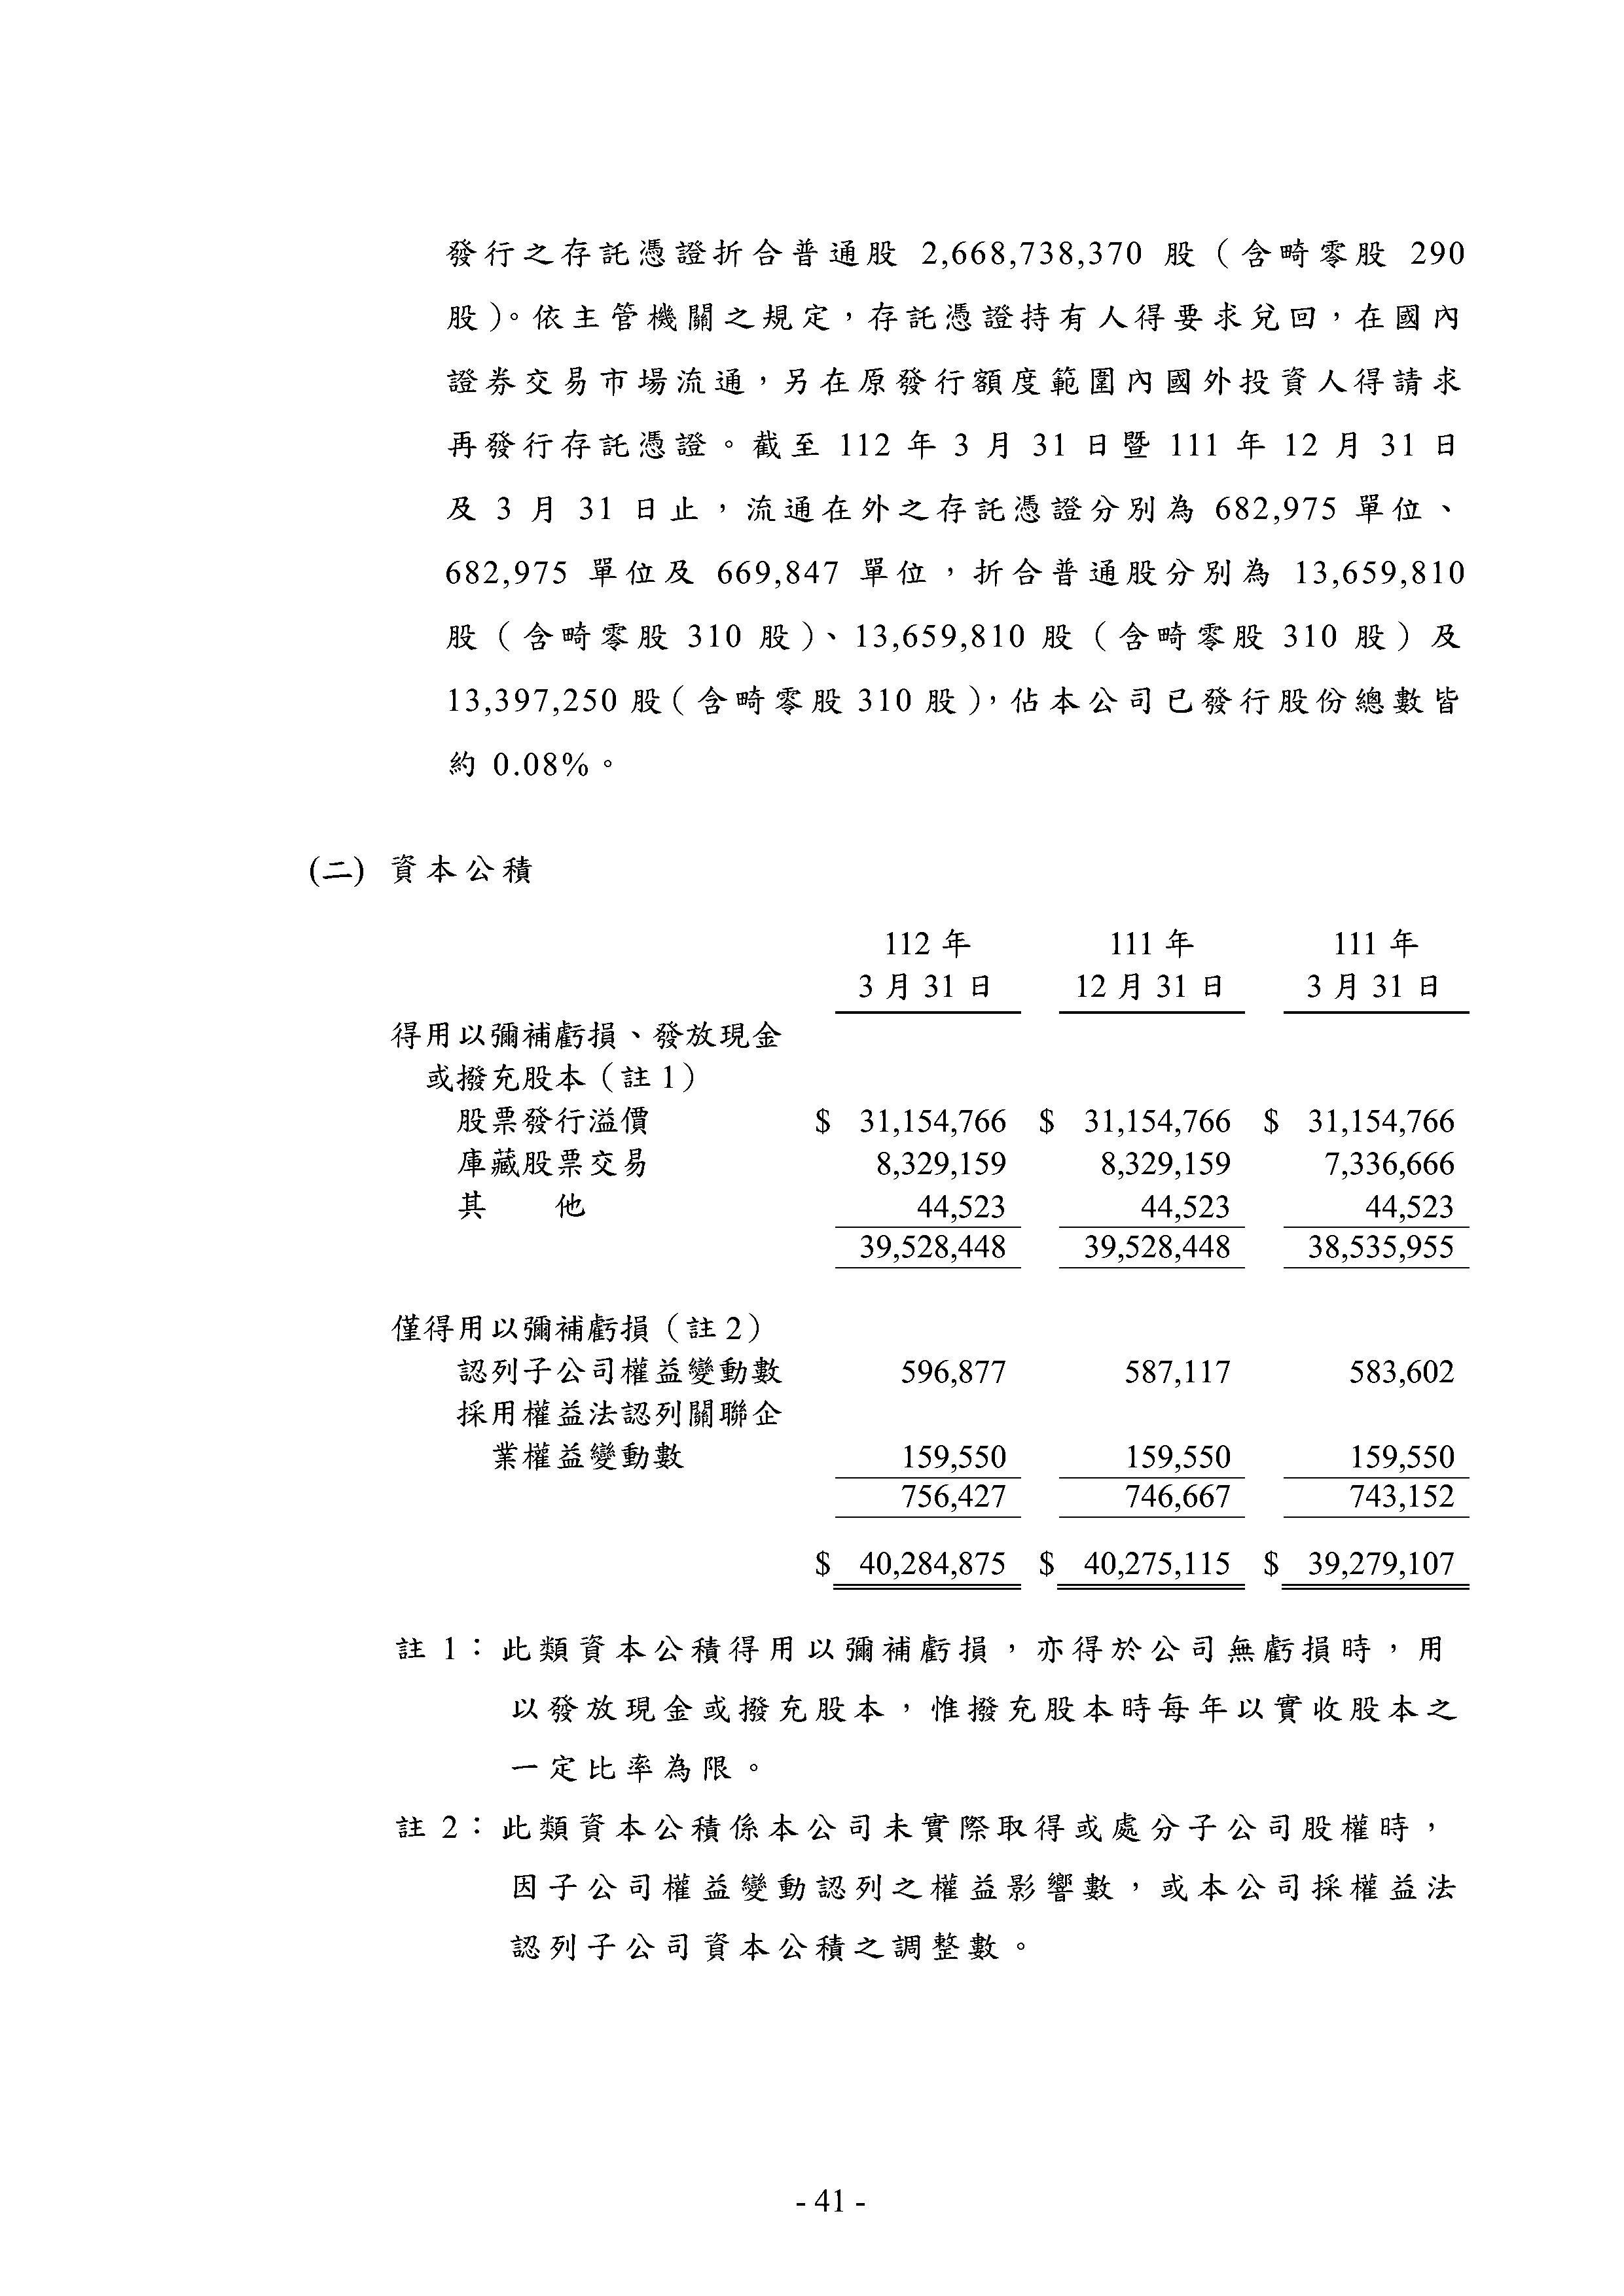 發行之存託憑證折合普通股 2,668,738,370 股（含畸零股 290
股）。依主管機關之規定，存託憑證持有人得要求兌回，在國內
證券交易市場流通，另在原發行額度範圍內國外投資人得請求
再發行存託憑證。截至 112 年 3 月 31 日暨 111 年 12 月 31 日
及 3 月 31 日止，流通在外之存託憑證分別為 682,975 單位、
682,975 單位及 669,847 單位，折合普通股分別為 13,659,810
股（含畸零股 310 股）、13,659,810 股（含畸零股 310 股）及
13,397,250 股（含畸零股 310 股），佔本公司已發行股份總數皆
約 0.08%。
(二) 資本公積
112 年 111 年 111 年
3 月 31 日 12 月 31 日 3 月 31 日
得用以彌補虧損、發放現金
或撥充股本（註 1）
股票發行溢價 $ 31,154,766 $ 31,154,766 $ 31,154,766
庫藏股票交易 8,329,159 8,329,159 7,336,666
其 他 44,523 44,523 44,523
39,528,448 39,528,448 38,535,955
僅得用以彌補虧損（註 2）
認列子公司權益變動數 596,877 587,117 583,602
採用權益法認列關聯企
業權益變動數 159,550 159,550 159,550
756,427 746,667 743,152
$ 40,284,875 $ 40,275,115 $ 39,279,107
註 1：此類資本公積得用以彌補虧損，亦得於公司無虧損時，用
以發放現金或撥充股本，惟撥充股本時每年以實收股本之
一定比率為限。
註 2：此類資本公積係本公司未實際取得或處分子公司股權時，
因子公司權益變動認列之權益影響數，或本公司採權益法
認列子公司資本公積之調整數。
- 41 -